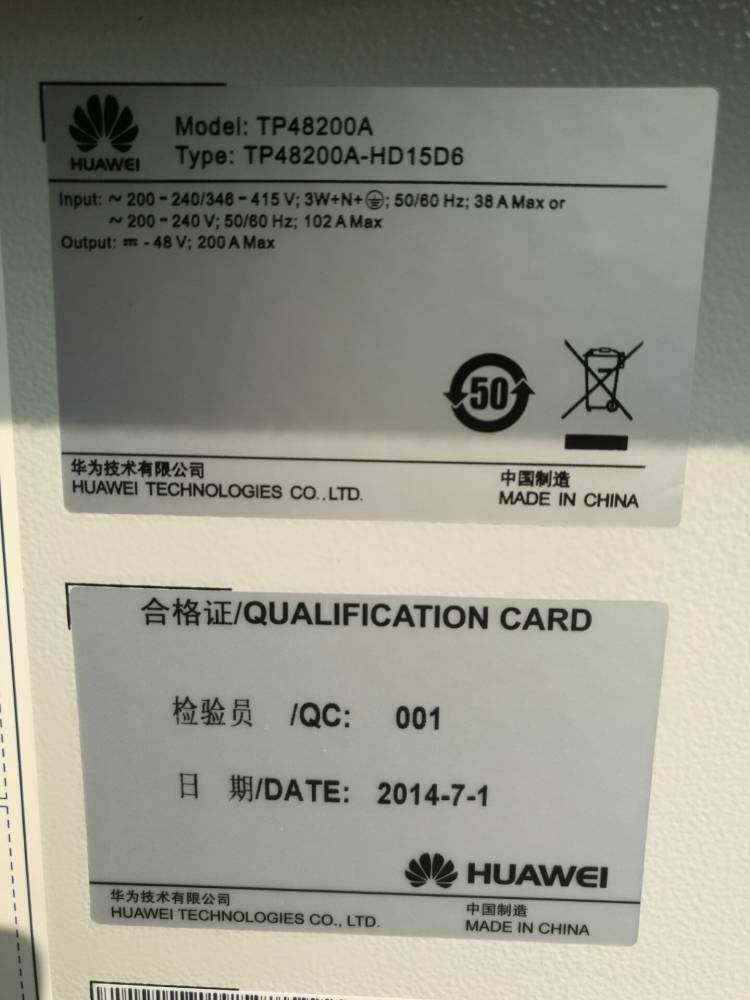 HUAWEI
Model: TP48200A
Type: TP48200A-HD15D6
Input: ~ 200-240/346-415 V; 3W+N+⏚; 50/60 Hz; 38 A Max or
~ 200-240 V; 50/60 Hz; 102 A Max
Output: ⎓ -48 V; 200 A Max
50
华为技术有限公司
HUAWEI TECHNOLOGIES CO.,LTD.
中国制造
MADE IN CHINA
合格证/QUALIFICATION CARD
检验员 /QC: 001
日 期/DATE: 2014-7-1
HUAWEI
华为技术有限公司
HUAWEI TECHNOLOGIES CO., LTD.
中国制造
MADE IN CHINA